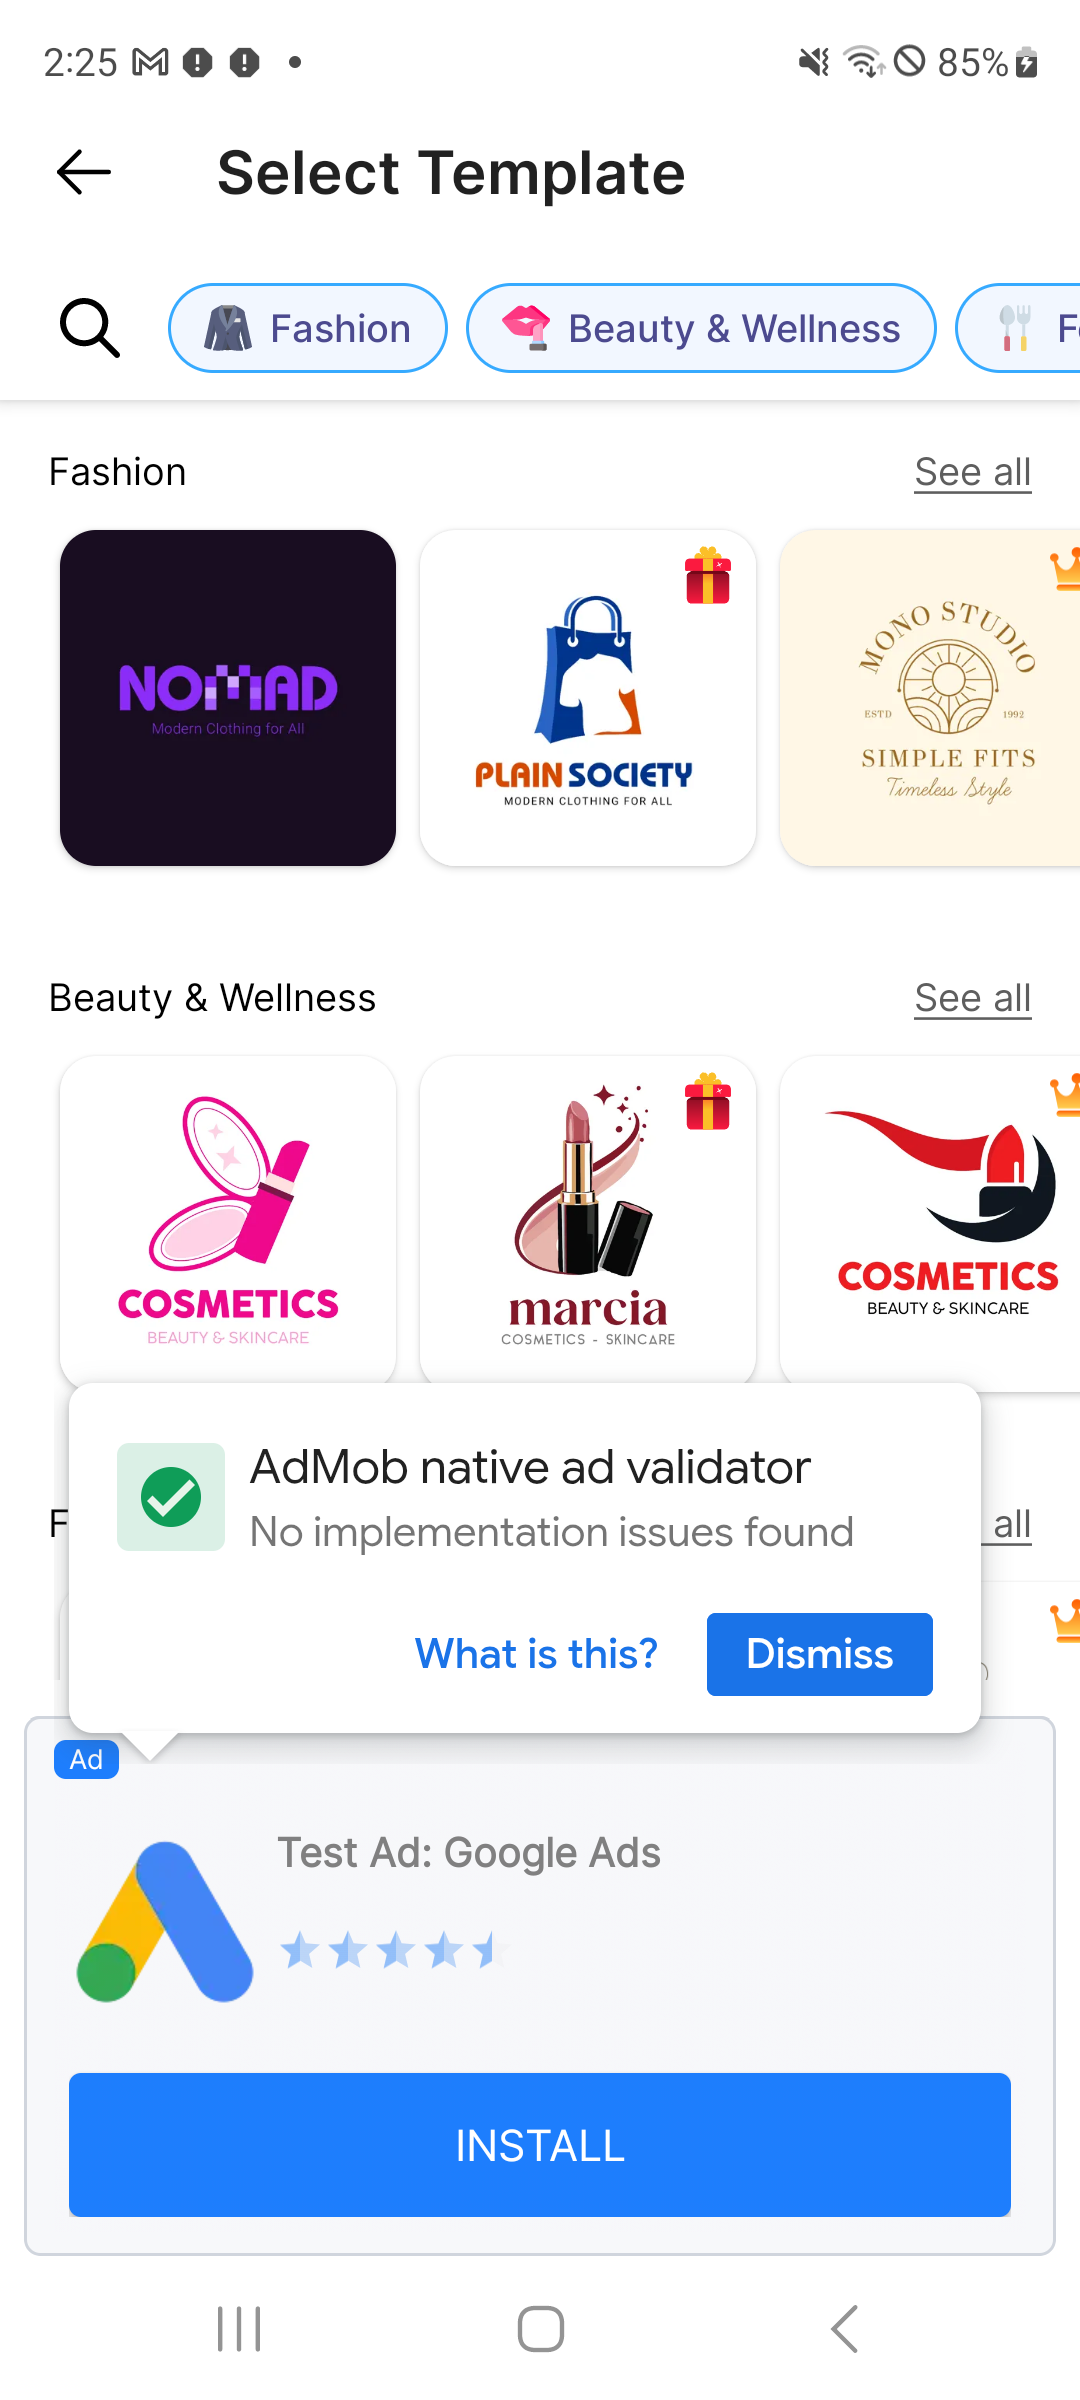 2:25
85%
Select Template
Fashion
Beauty & Wellness
Fashion
See all
NOMAD
Modern Clothing for All
PLAIN SOCIETY
MODERN CLOTHING FOR ALL
MONO STUDIO
ESTD 1992
SIMPLE FITS
Timeless Style
Beauty & Wellness
See all
COSMETICS
BEAUTY & SKINCARE
marcia
COSMETICS - SKINCARE
COSMETICS
BEAUTY & SKINCARE
all
AdMob native ad validator
No implementation issues found
What is this?
Dismiss
Ad
Test Ad: Google Ads
INSTALL